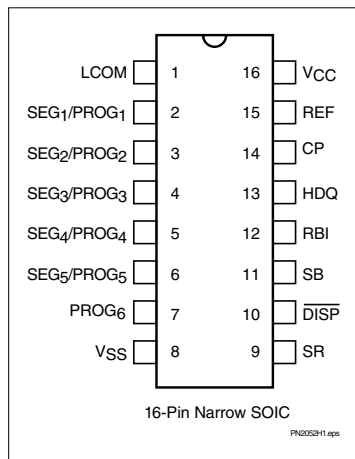 LCOM 1 16 VCC
SEG1/PROG1 2 15 REF
SEG2/PROG2 3 14 CP
SEG3/PROG3 4 13 HDQ
SEG4/PROG4 5 12 RBI
SEG5/PROG5 6 11 SB
PROG6 7 10 DISP
VSS 8 9 SR
16-Pin Narrow SOIC
PN2052H1.eps